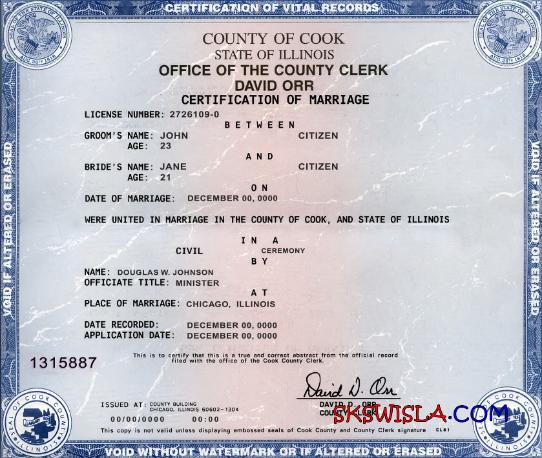 CERTIFICATION OF VITAL RECORDS
COUNTY OF COOK
STATE OF ILLINOIS
OFFICE OF THE COUNTY CLERK
DAVID ORR
CERTIFICATION OF MARRIAGE
LICENSE NUMBER: 2726109-0
BETWEEN
GROOM'S NAME: JOHN CITIZEN
AGE: 23
AND
BRIDE'S NAME: JANE CITIZEN
AGE: 21
ON
DATE OF MARRIAGE: DECEMBER 00,0000
WERE UNITED IN MARRIAGE IN THE COUNTY OF COOK, AND STATE OF ILLINOIS
IN A
CIVIL CEREMONY
BY
NAME: DOUGLAS W. JOHNSON
OFFICIATE TITLE: MINISTER
AT
PLACE OF MARRIAGE: CHICAGO, ILLINOIS
DATE RECORDED: DECEMBER 00,0000
APPLICATION DATE: DECEMBER 00,0000
1315887
This is to certify that this is a true and correct abstract from the official record
filed with the office of the Cook County Clerk.
David D. Orr
ISSUED AT: COUNTY BUILDING
CHICAGO, ILLINOIS 60602-1304
DAVID D. ORR
COUNTY CLERK
SKSWISLA.COM
00/00/0000 00:00
This copy is not valid unless displaying embossed seals of Cook County and County Clerk signature
VOID IF ALTERED OR ERASED
VOID IF ALTERED OR ERASED
VOID WITHOUT WATERMARK OR IF ALTERED OR ERASED